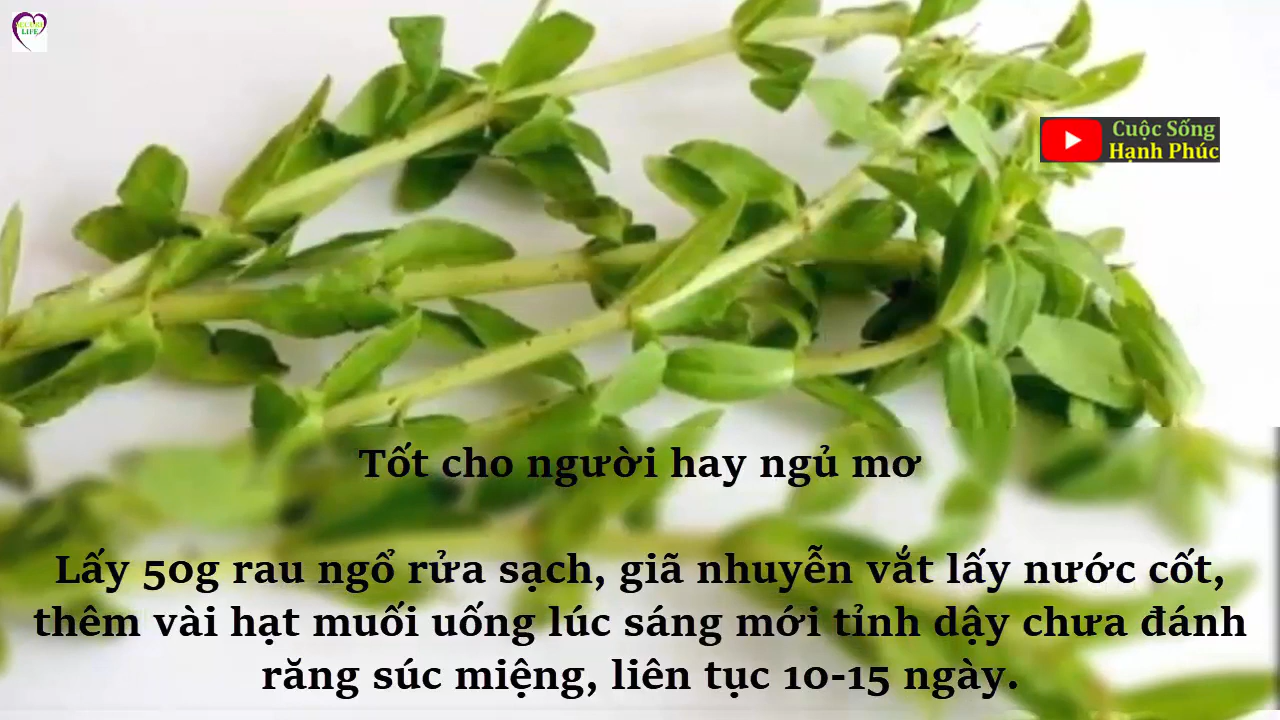 LIFE
Cuộc Sống
Hạnh Phúc
Tốt cho người hay ngủ mơ
Lấy 50g rau ngổ rửa sạch, giã nhuyễn vắt lấy nước cốt,
thêm vài hạt muối uống lúc sáng mới tỉnh dậy chưa đánh
răng súc miệng, liên tục 10-15 ngày.